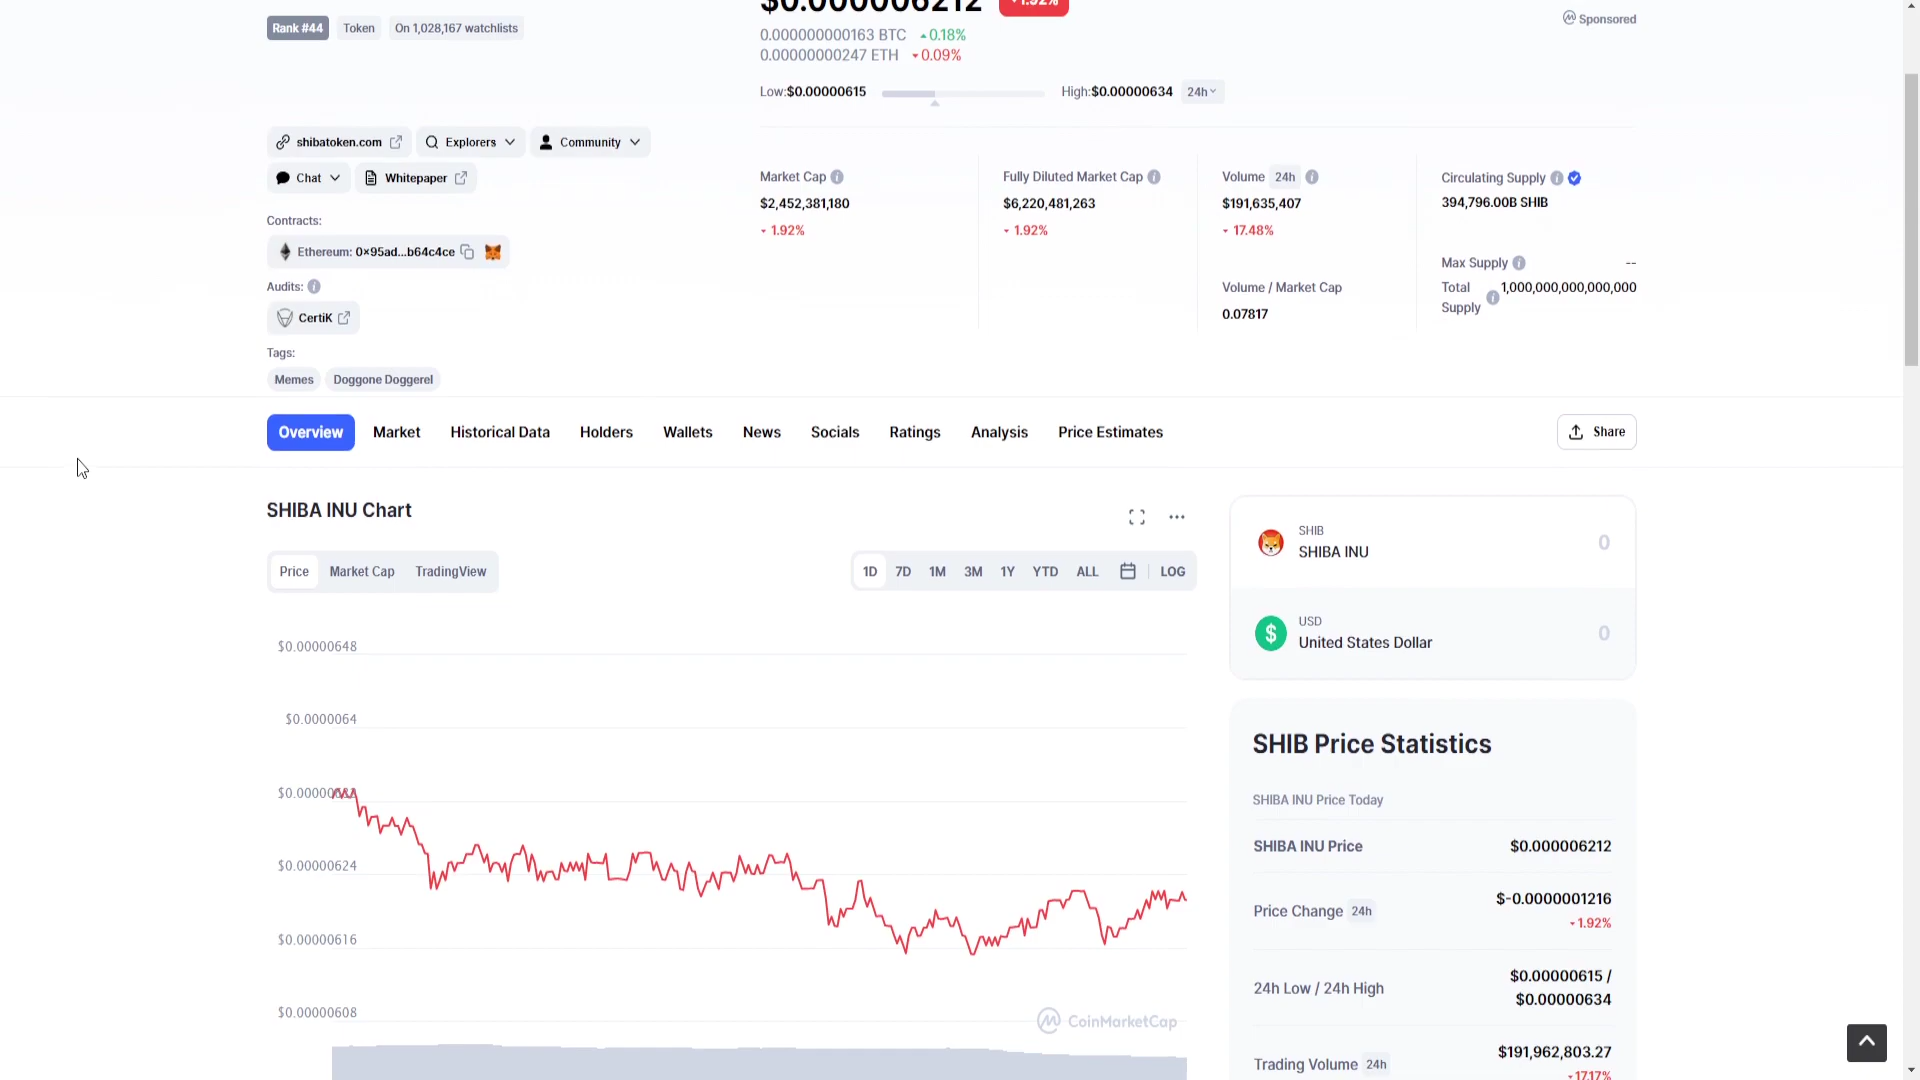 $0.000006212 1.92%
Rank #44 Token On 1,028,167 watchlists
Sponsored
0.000000000163 BTC 0.18%
0.00000000247 ETH 0.09%
Low:$0.00000615 High:$0.00000634 24h
shibatoken.com Explorers Community
Chat Whitepaper
Contracts:
Ethereum: 0x95ad...b64c4ce
Audits:
CertiK
Tags:
Memes Doggone Doggerel
Market Cap
$2,452,381,180
1.92%
Fully Diluted Market Cap
$6,220,481,263
1.92%
Volume 24h
$191,635,407
17.48%
Volume / Market Cap
0.07817
Circulating Supply
394,796.00B SHIB
Max Supply --
Total Supply 1,000,000,000,000,000
Overview Market Historical Data Holders Wallets News Socials Ratings Analysis Price Estimates Share
SHIBA INU Chart
Price Market Cap TradingView 1D 7D 1M 3M 1Y YTD ALL LOG
$0.00000648
$0.0000064
$0.00000632
$0.00000624
$0.00000616
$0.00000608
CoinMarketCap
SHIB
SHIBA INU 0
USD
United States Dollar 0
SHIB Price Statistics
SHIBA INU Price Today
SHIBA INU Price $0.000006212
Price Change 24h $-0.0000001216
1.92%
24h Low / 24h High $0.00000615 /
$0.00000634
Trading Volume 24h $191,962,803.27
17.17%